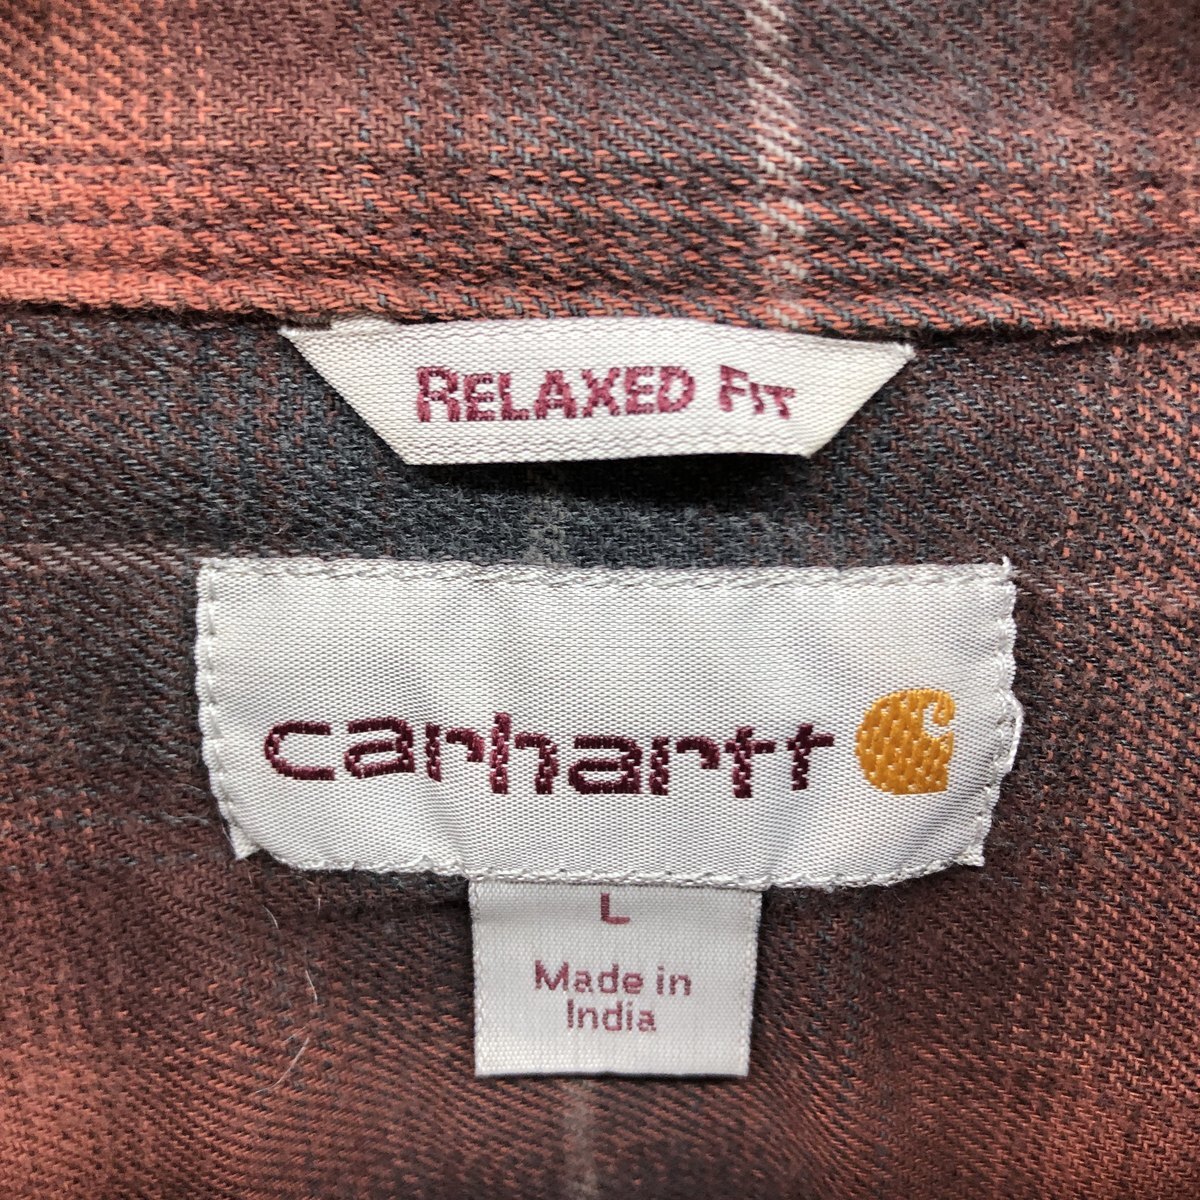 RELAXED FIT
carhartt
L
Made in
India